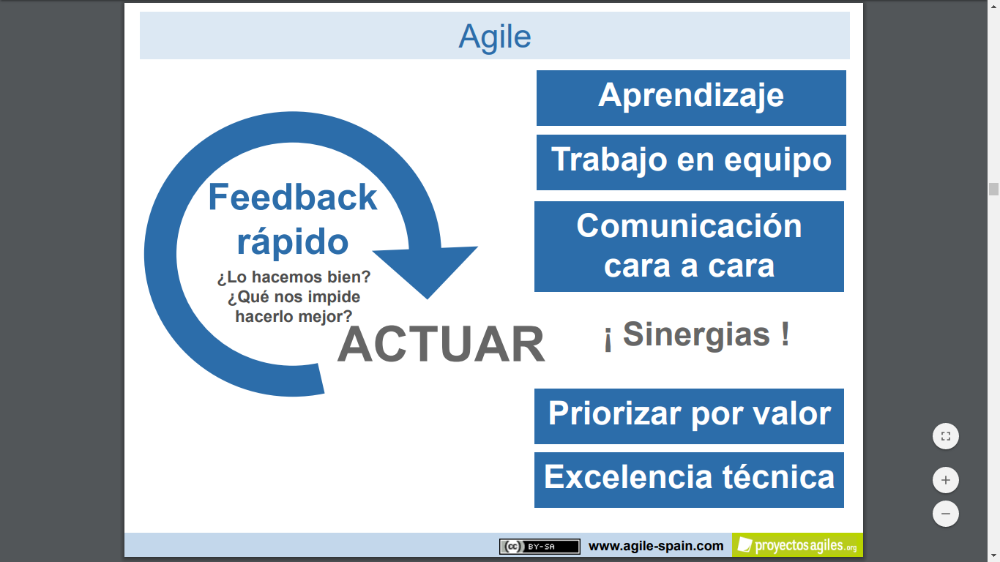 Agile
Feedback
rápido
¿Lo hacemos bien?
¿Qué nos impide
hacerlo mejor?
ACTUAR
Aprendizaje
Trabajo en equipo
Comunicación
cara a cara
¡ Sinergias !
Priorizar por valor
Excelencia técnica
cc BY-SA
www.agile-spain.com
proyectosagiles.org